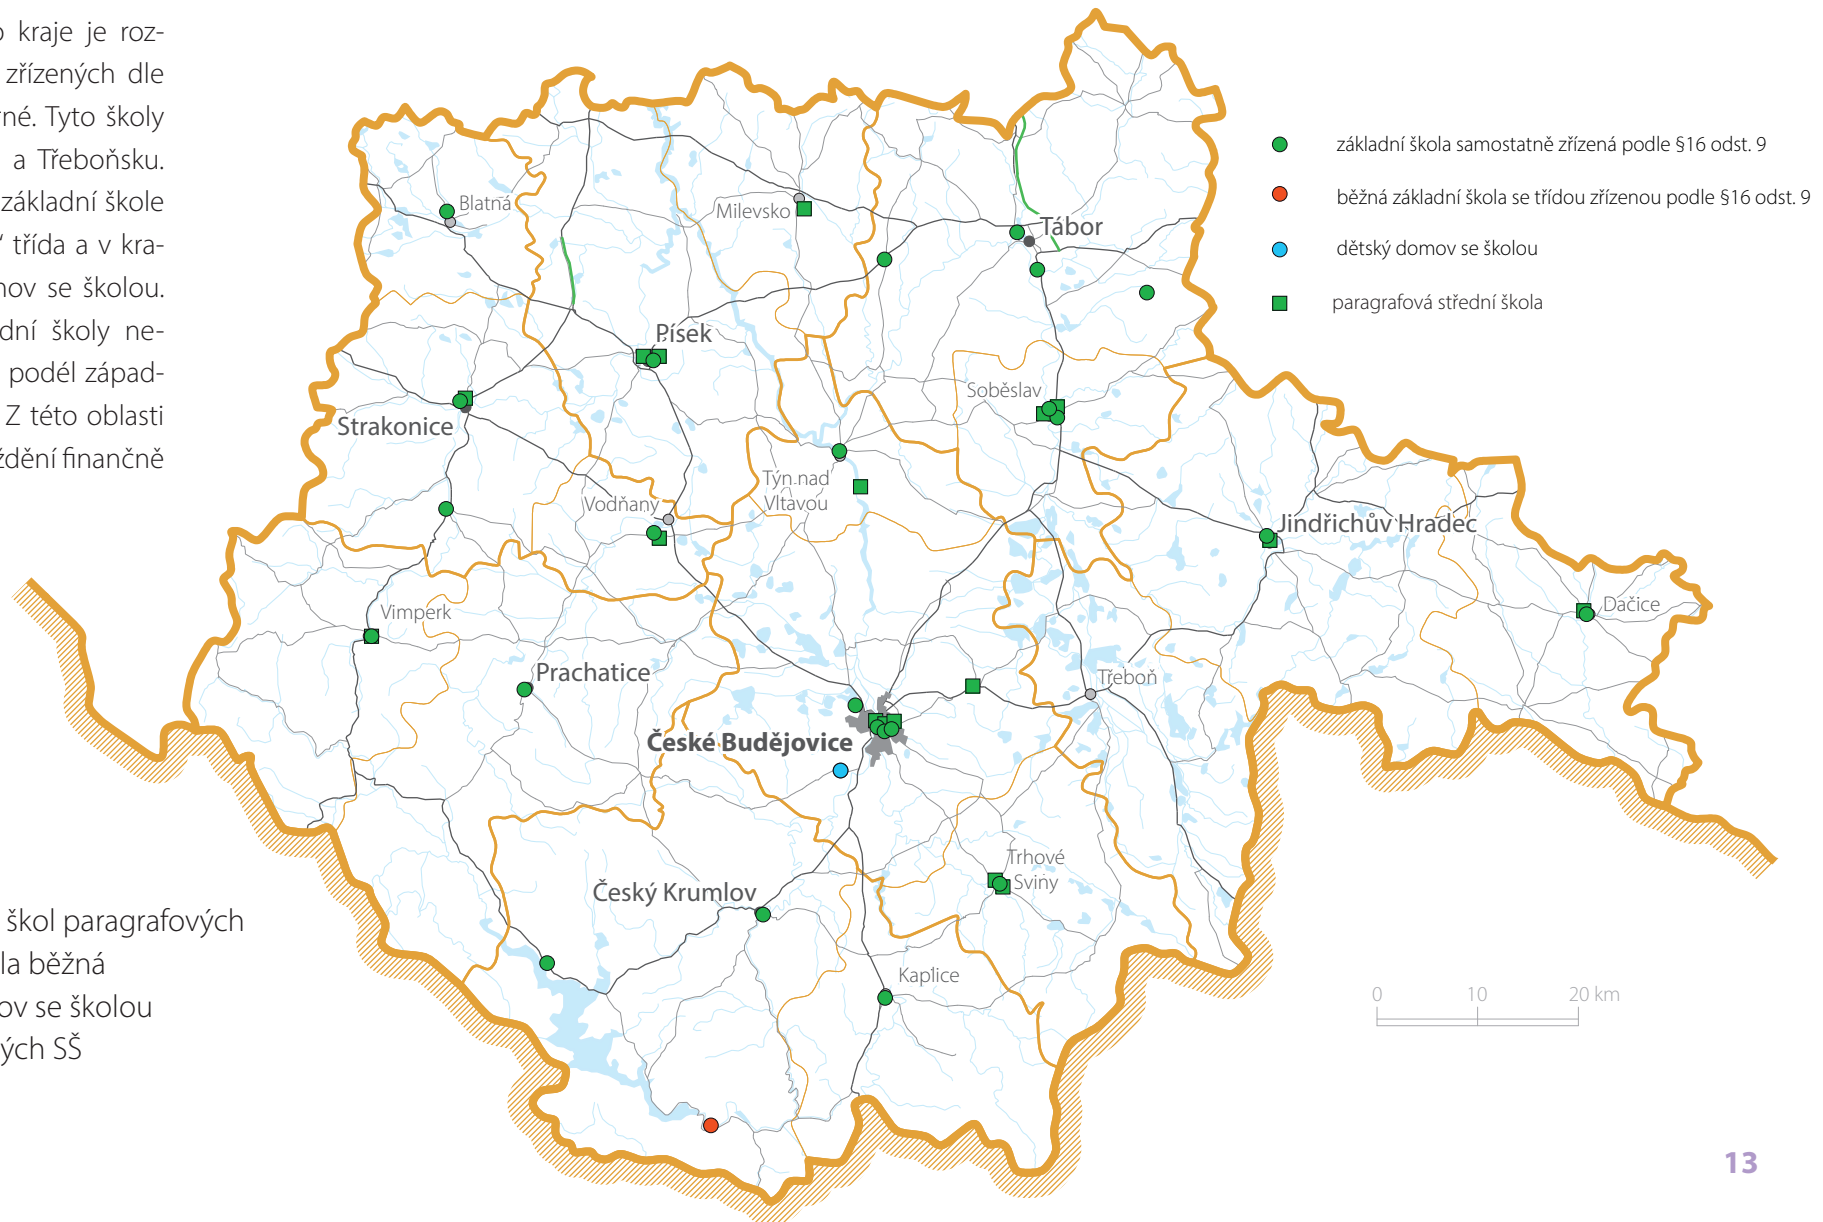 o kraje je roz-
zřízených dle
rné. Tyto školy
a Třeboňsku.
základní škole
“ třída a v kra-
nov se školou.
dní školy ne-
podél západ-
Z této oblasti
ždění finančně
škol paragrafových
la běžná
ov se školou
ých SŠ
základní škola samostatně zřízená podle §16 odst. 9
běžná základní škola se třídou zřízenou podle §16 odst. 9
dětský domov se školou
paragrafová střední škola
Blatná
Milevsko
Tábor
Písek
Soběslav
Strakonice
Týn nad
Vltavou
Vodňany
Jindřichův Hradec
Vimperk
Dačice
Prachatice
Třeboň
České Budějovice
Trhové
Sviny
Český Krumlov
Kaplice
0 10 20 km
13